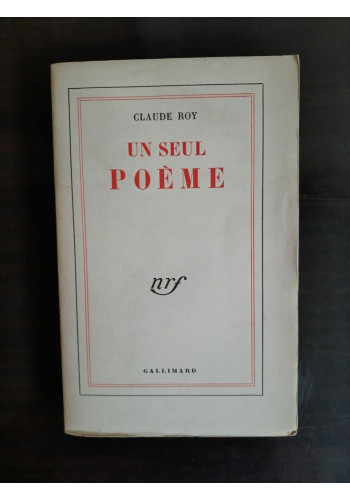 CLAUDE ROY
UN SEUL
POÈME
nrf
GALLIMARD